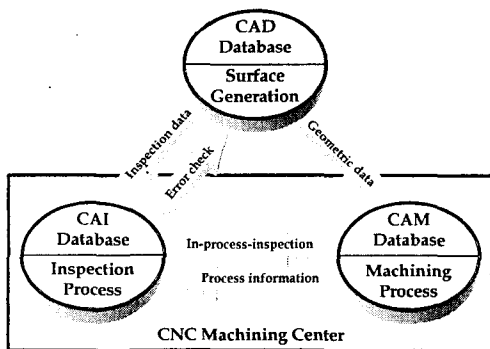 CAD
Database
Surface
Generation
Inspection data
Error check
Geometric data
CAI
Database
Inspection
Process
In-process-inspection
Process information
CAM
Database
Machining
Process
CNC Machining Center